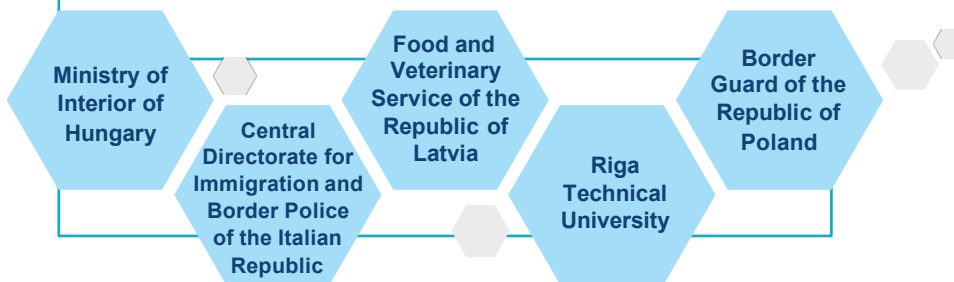 Ministry of
Interior of
Hungary
Central
Directorate for
Immigration and
Border Police
of the Italian
Republic
Food and
Veterinary
Service of the
Republic of
Latvia
Riga
Technical
University
Border
Guard of the
Republic of
Poland